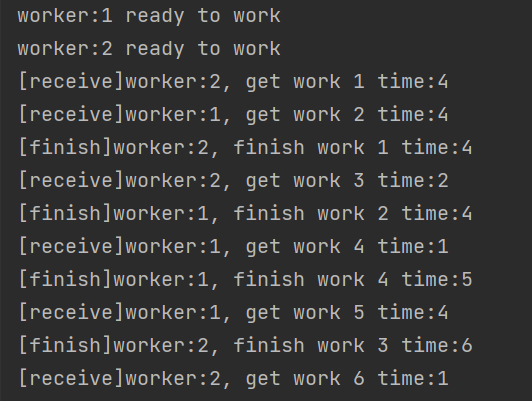 worker:1 ready to work
worker:2 ready to work
[receive]worker:2, get work 1 time:4
[receive]worker:1, get work 2 time:4
[finish]worker:2, finish work 1 time:4
[receive]worker:2, get work 3 time:2
[finish]worker:1, finish work 2 time:4
[receive]worker:1, get work 4 time:1
[finish]worker:1, finish work 4 time:5
[receive]worker:1, get work 5 time:4
[finish]worker:2, finish work 3 time:6
[receive]worker:2, get work 6 time:1